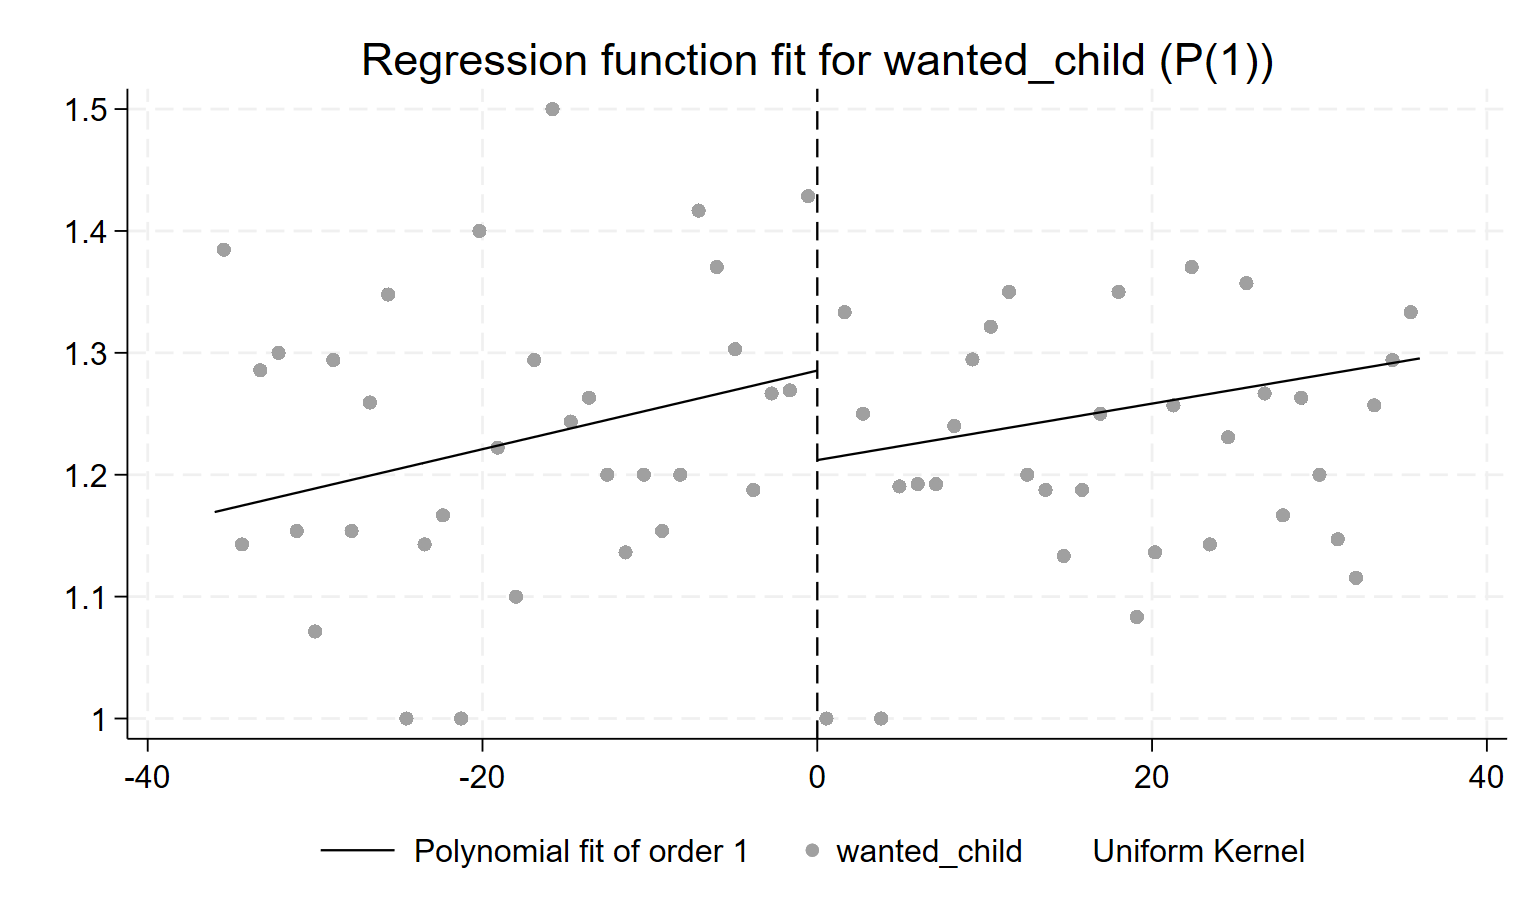 Regression function fit for wanted_child (P(1))
1.5
1.4
1.3
1.2
1.1
1
-40 -20 0 20 40
Polynomial fit of order 1 wanted_child Uniform Kernel